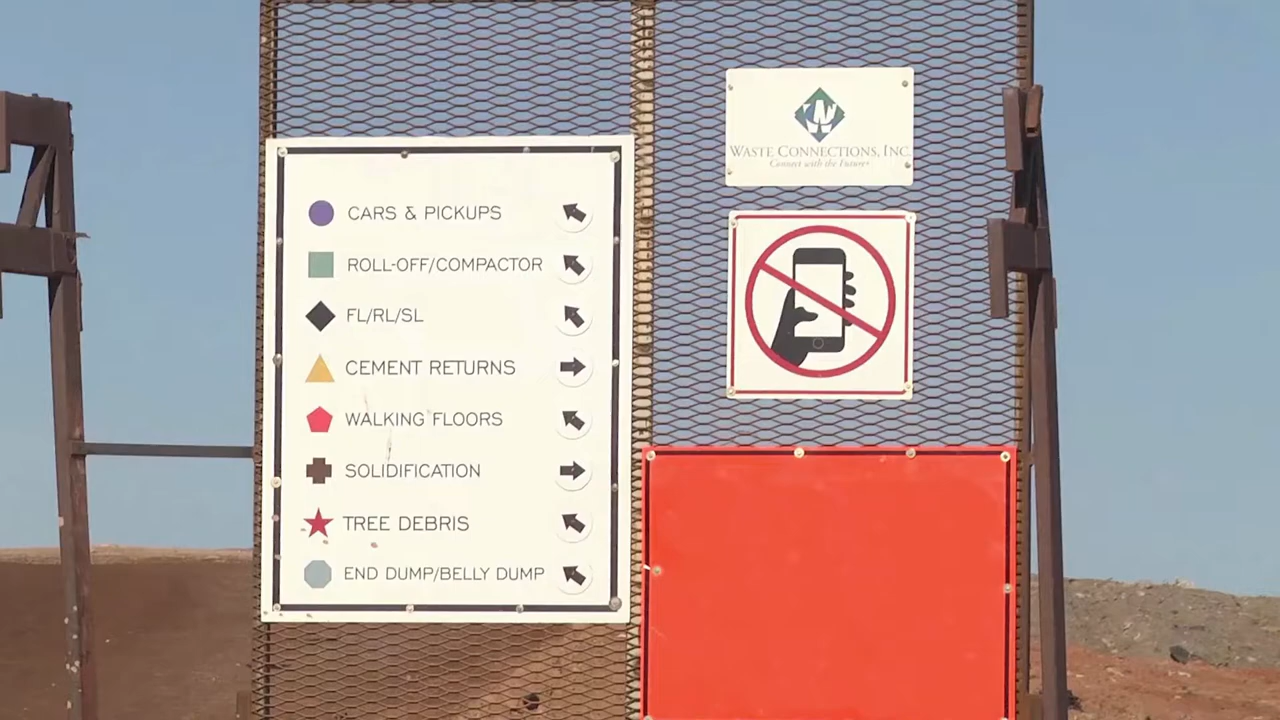 CARS & PICKUPS
ROLL-OFF/COMPACTOR
FL/RL/SL
CEMENT RETURNS
WALKING FLOORS
SOLIDIFICATION
TREE DEBRIS
END DUMP/BELLY DUMP
WASTE CONNECTIONS, INC.
Connect with the Future®